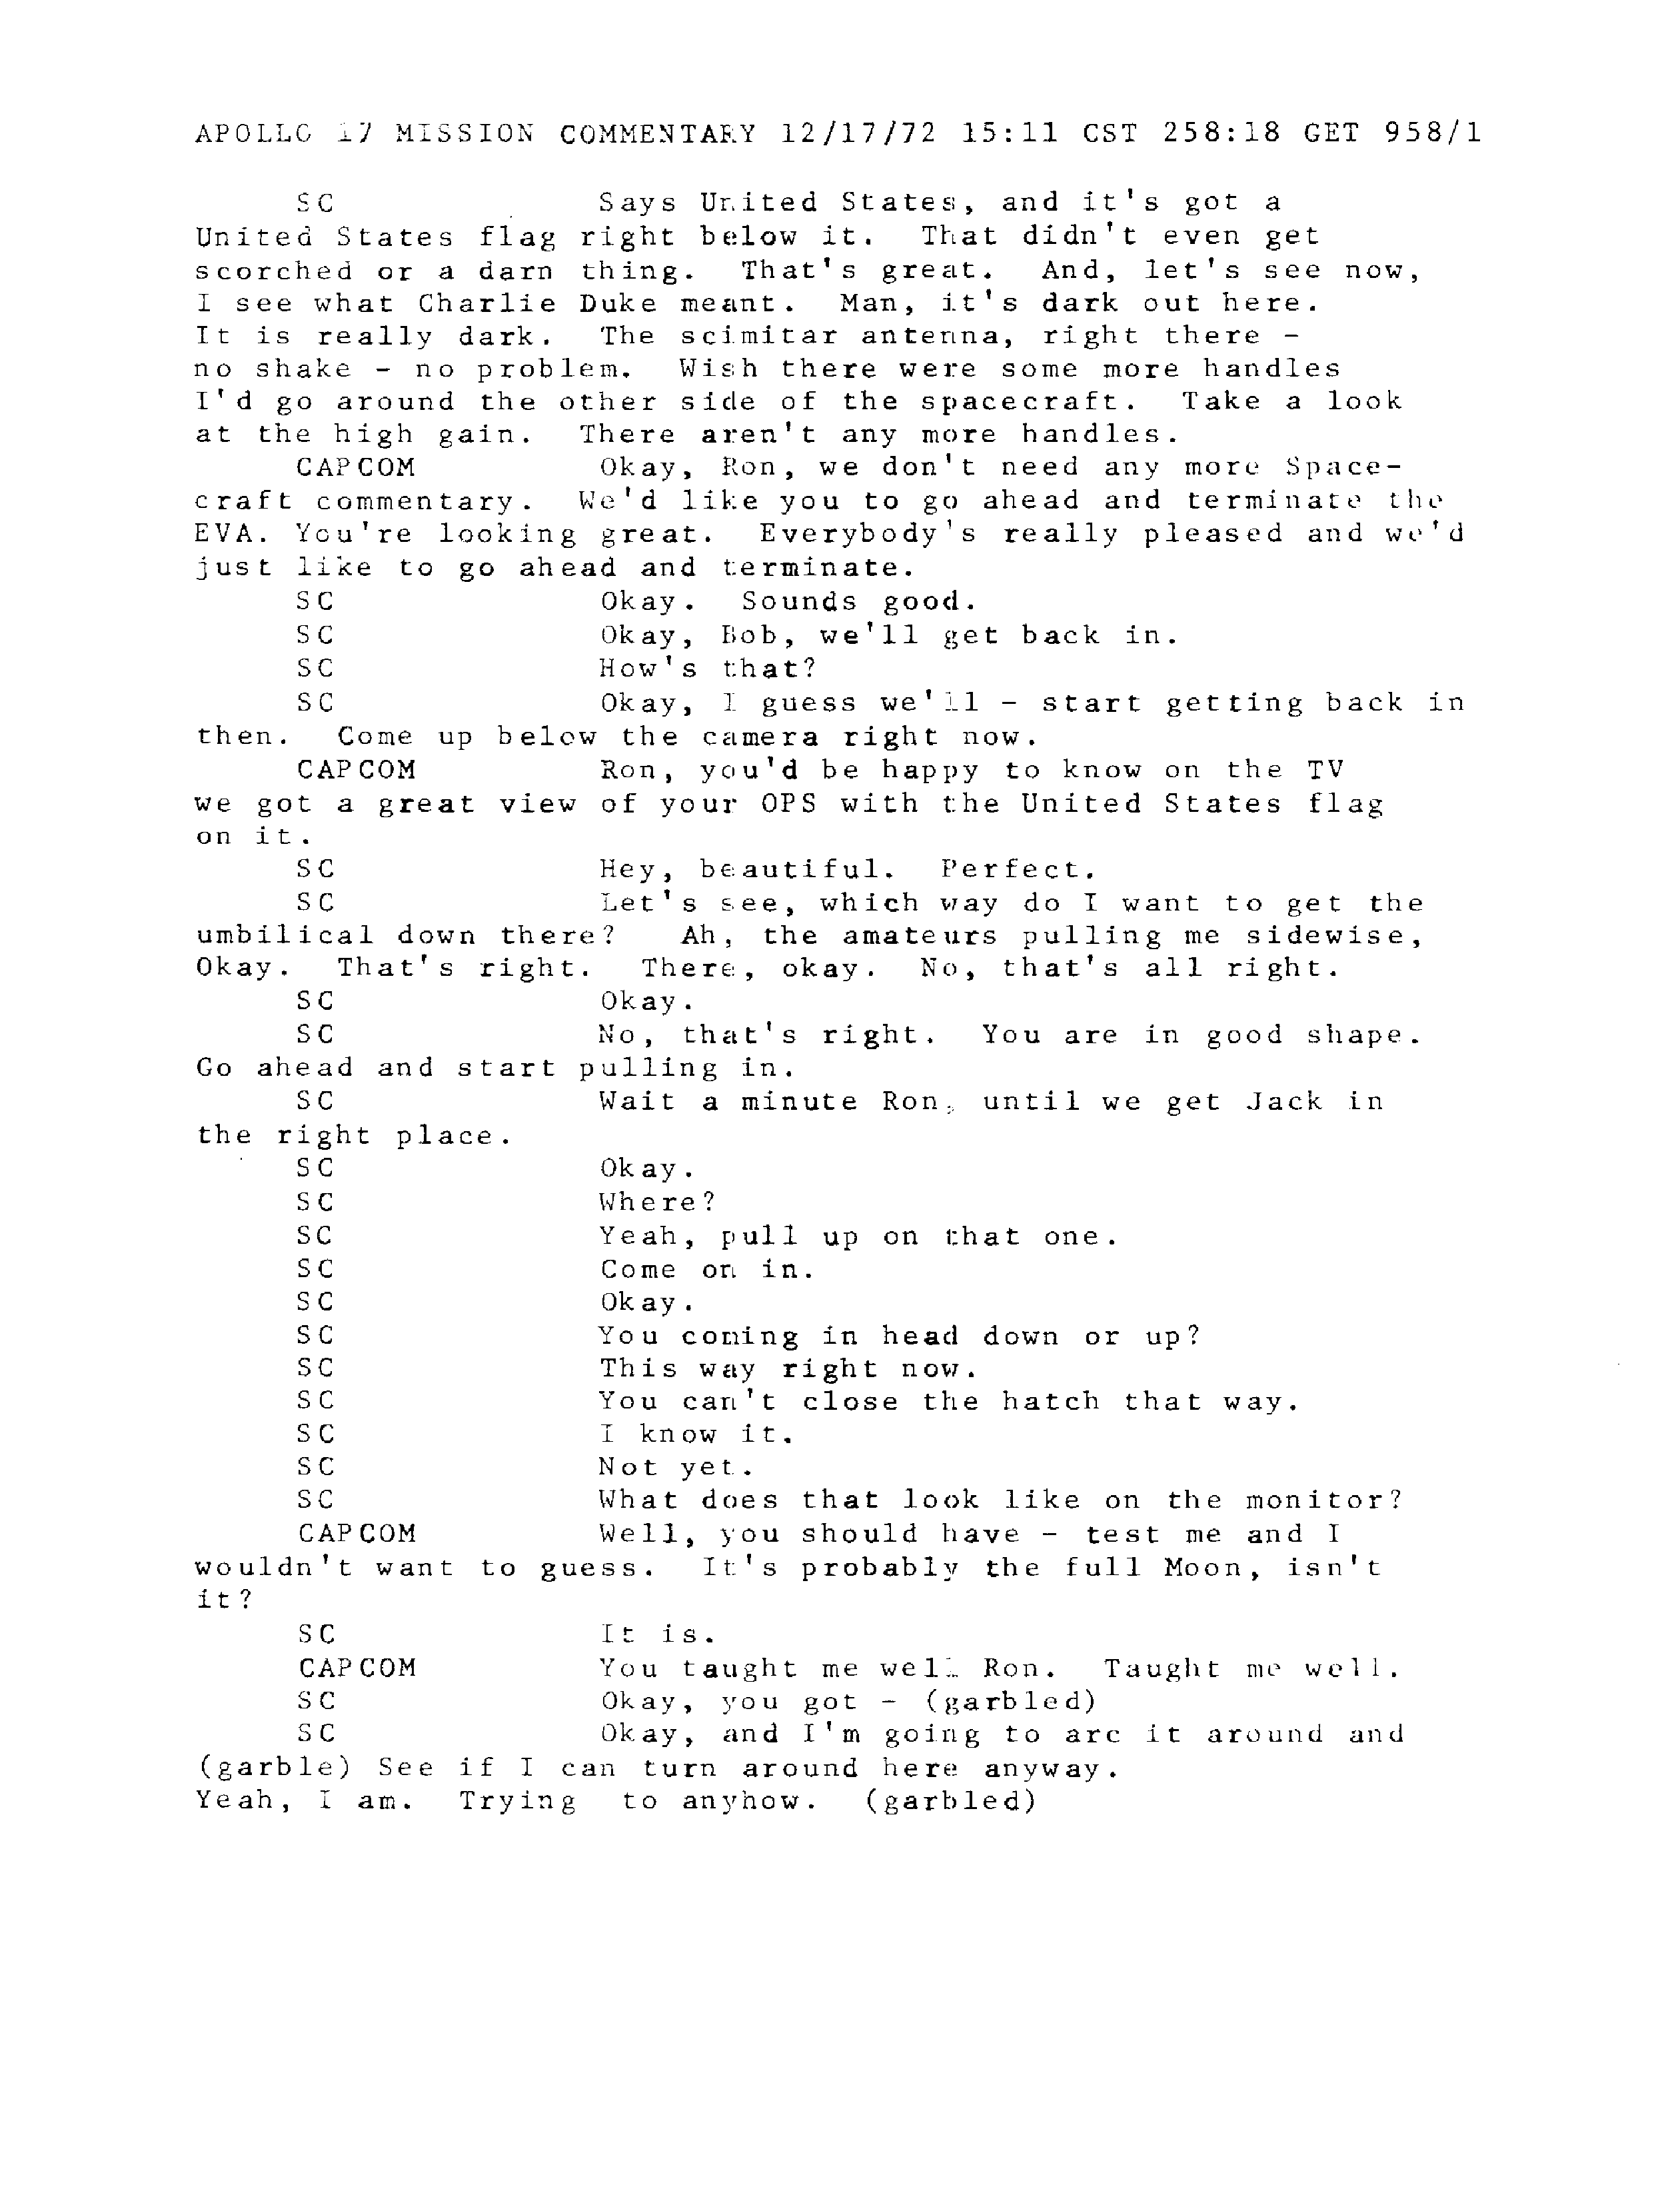 APOLLO 17 MISSION COMMENTARY 12/17/72 15:11 CST 258:18 GET 958/1
SC Says United States, and it's got a
United States flag right below it. That didn't even get
scorched or a darn thing. That's great. And, let's see now,
I see what Charlie Duke meant. Man, it's dark out here.
It is really dark. The scimitar antenna, right there -
no shake - no problem. Wish there were some more handles
I'd go around the other side of the spacecraft. Take a look
at the high gain. There aren't any more handles.
CAPCOM Okay, Ron, we don't need any more Space-
craft commentary. We'd like you to go ahead and terminate the
EVA. You're looking great. Everybody's really pleased and we'd
just like to go ahead and terminate.
SC Okay. Sounds good.
SC Okay, Bob, we'll get back in.
SC How's that?
SC Okay, I guess we'll - start getting back in
then. Come up below the camera right now.
CAPCOM Ron, you'd be happy to know on the TV
we got a great view of your OPS with the United States flag
on it.
SC Hey, beautiful. Perfect.
SC Let's see, which way do I want to get the
umbilical down there? Ah, the amateurs pulling me sidewise,
Okay. That's right. There, okay. No, that's all right.
SC Okay.
SC No, that's right. You are in good shape.
Go ahead and start pulling in.
SC Wait a minute Ron, until we get Jack in
the right place.
SC Okay.
SC Where?
SC Yeah, pull up on that one.
SC Come on in.
SC Okay.
SC You coming in head down or up?
SC This way right now.
SC You can't close the hatch that way.
SC I know it.
SC Not yet.
SC What does that look like on the monitor?
CAPCOM Well, you should have - test me and I
wouldn't want to guess. It's probably the full Moon, isn't
it?
SC It is.
CAPCOM You taught me well Ron. Taught me well.
SC Okay, you got - (garbled)
SC Okay, and I'm going to arc it around and
(garble) See if I can turn around here anyway.
Yeah, I am. Trying to anyhow. (garbled)